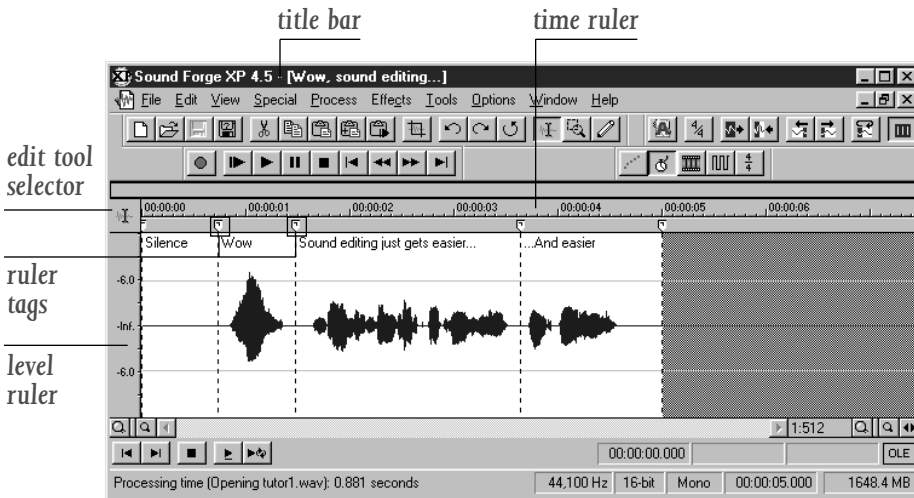 title bar
time ruler
Sound Forge XP 4.5 - [Wow, sound editing...]
File Edit View Special Process Effects Tools Options Window Help
edit tool
selector
00:00:00 00:00:01 00:00:02 00:00:03 00:00:04 00:00:05 00:00:06
Silence Wow Sound editing just gets easier... ...And easier
ruler
tags
-6.0
-Inf.
level
ruler
-6.0
1:512
00:00:00.000
OLE
Processing time (Opening tutor1.wav): 0.881 seconds 44,100 Hz 16-bit Mono 00:00:05.000 1648.4 MB